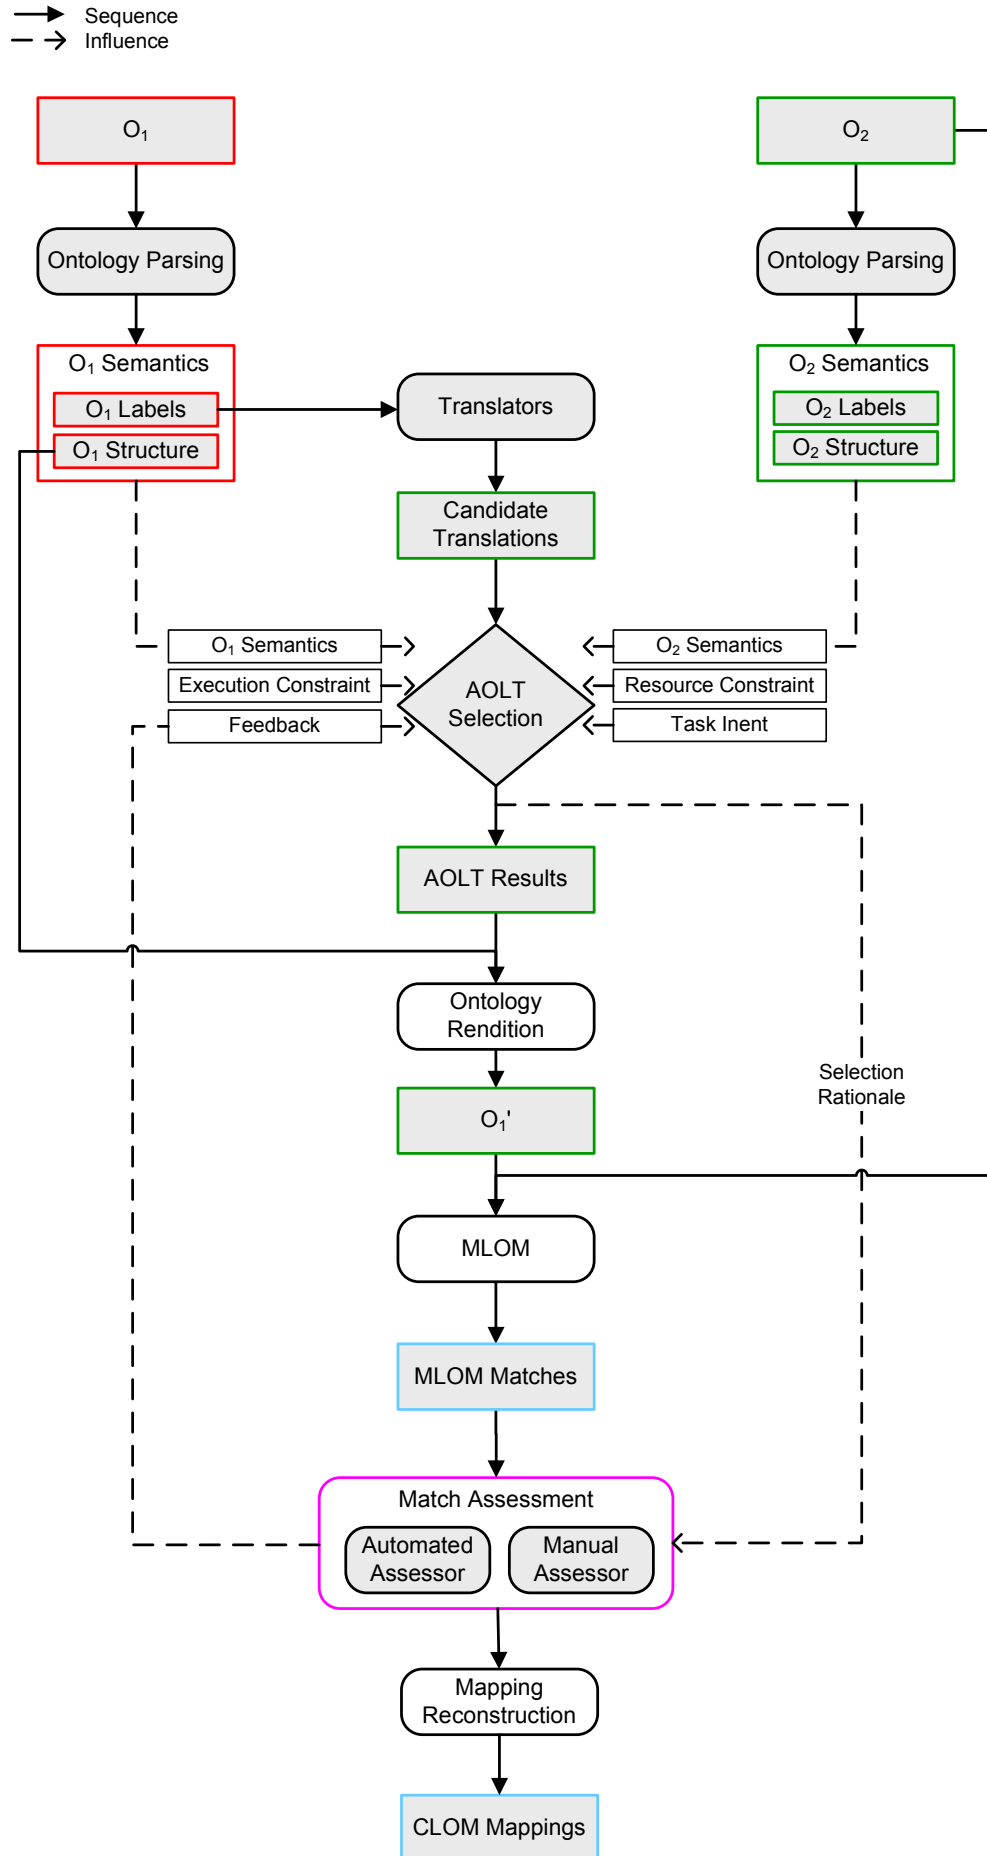 Sequence
Influence
O₁
O₂
Ontology Parsing
Ontology Parsing
O₁ Semantics
O₁ Labels
O₁ Structure
Translators
O₂ Semantics
O₂ Labels
O₂ Structure
Candidate
Translations
O₁ Semantics
Execution Constraint
Feedback
AOLT
Selection
O₂ Semantics
Resource Constraint
Task Inent
AOLT Results
Ontology
Rendition
Selection
Rationale
O₁'
MLOM
MLOM Matches
Match Assessment
Automated
Assessor
Manual
Assessor
Mapping
Reconstruction
CLOM Mappings